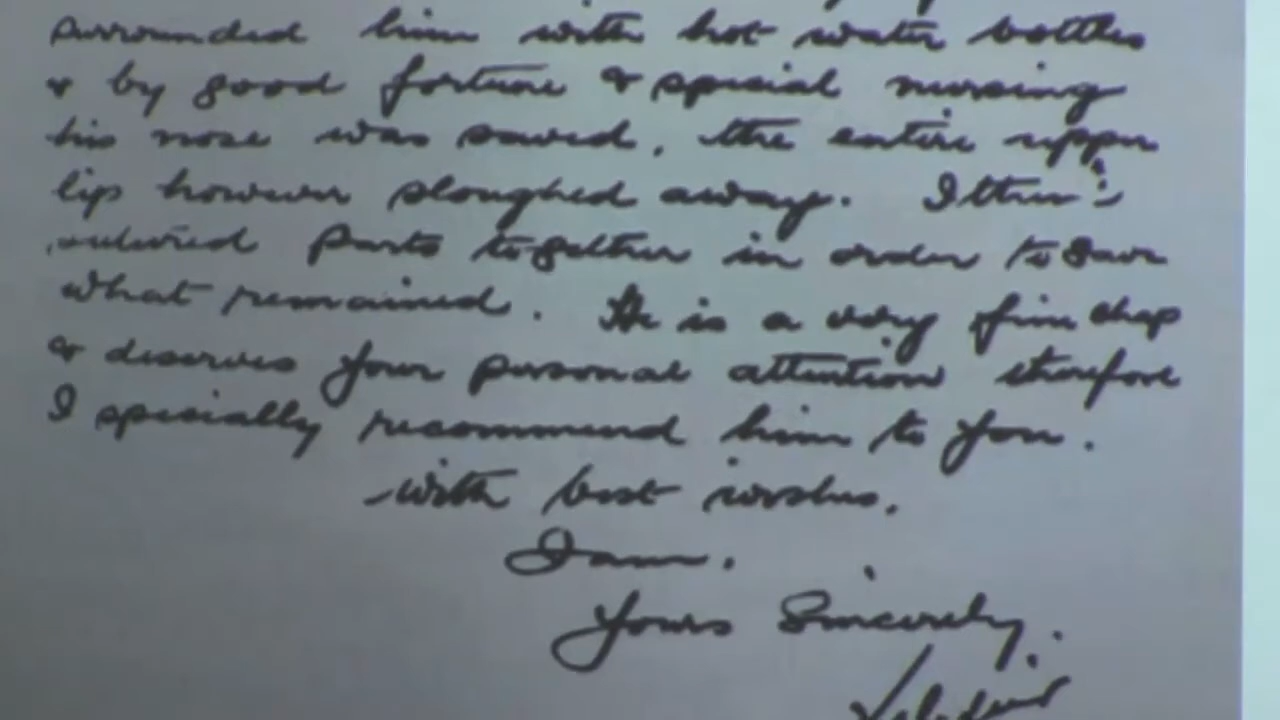 surrounded him with hot water bottles
& by good fortune & special nursing
his nose was saved, the entire upper
lip however sloughed away. I then
sutured parts together in order to save
what remained. He is a very fine chap
& deserves your personal attention therefore
I specially recommend him to you.
with best wishes.
I am.
Yours Sincerely.